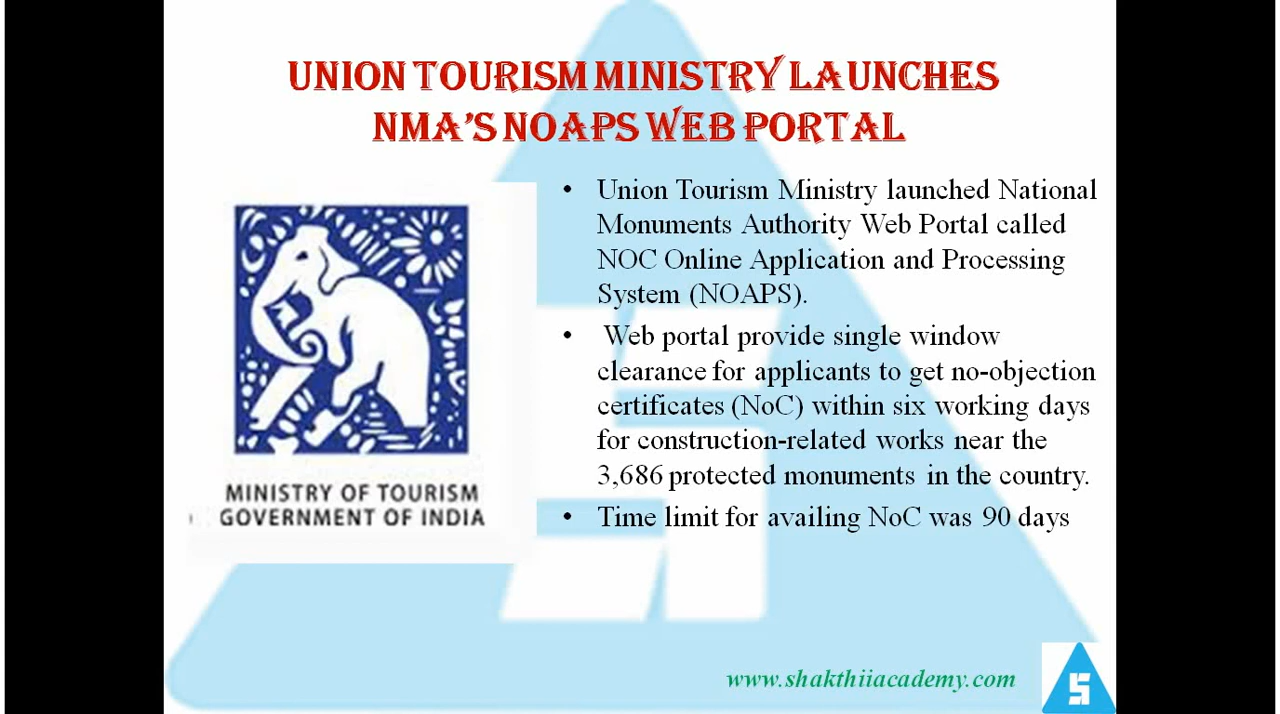 UNION TOURISM MINISTRY LAUNCHES
NMA'S NOAPS WEB PORTAL
• Union Tourism Ministry launched National
Monuments Authority Web Portal called
NOC Online Application and Processing
System (NOAPS).
• Web portal provide single window
clearance for applicants to get no-objection
certificates (NoC) within six working days
for construction-related works near the
3,686 protected monuments in the country.
• Time limit for availing NoC was 90 days
MINISTRY OF TOURISM
GOVERNMENT OF INDIA
www.shakthiiacademy.com
S